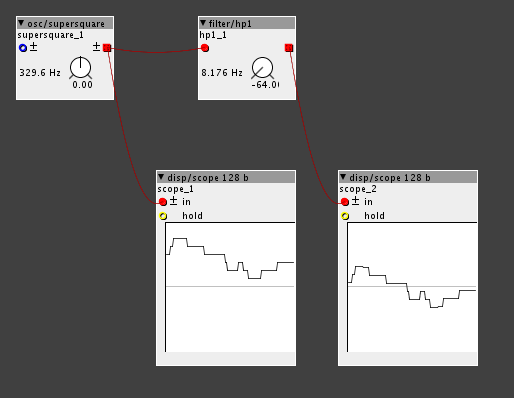 osc/supersquare
supersquare_1
± ±
329.6 Hz
0.00
filter/hp1
hp1_1
8.176 Hz
-64.0
disp/scope 128 b
scope_1
± in
hold
disp/scope 128 b
scope_2
± in
hold